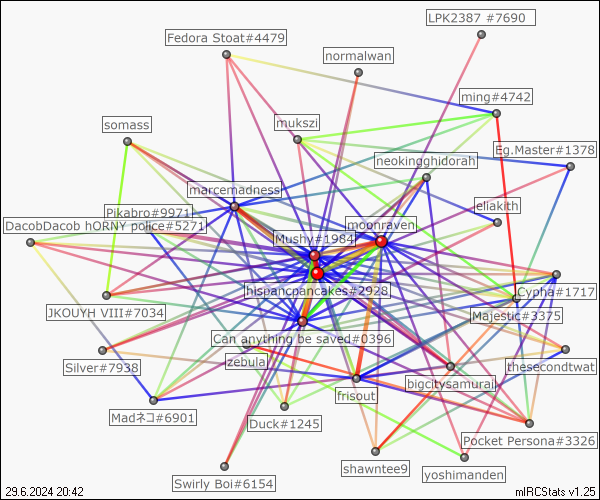 LPK2387 #7690
Fedora Stoat#4479
normalwan
ming#4742
mukszi
somass
Eg.Master#1378
neokingghidorah
marcemadness
eliakith
Pikabro#9971
DacobDacob hORNY police#5271
moonraven
Mushy#1984
hispanicpancakes#2928
Cypha#1717
JKOUYH VIII#7034
Majestic#3375
Can anything be saved#0396
zebula
thesecondtwat
Silver#7938
bigcitysamurai
frisout
Madネコ#6901
Duck#1245
Pocket Persona#3326
shawntee9
yoshimanden
Swirly Boi#6154
29.6.2024 20:42
mIRCStats v1.25